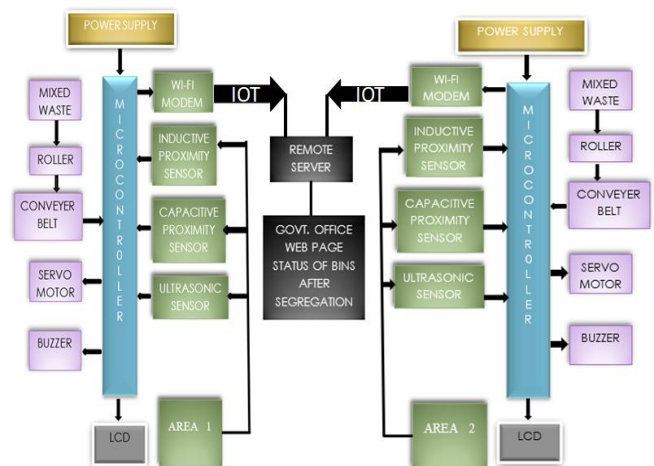 POWER SUPPLY
MIXED
WASTE
ROLLER
CONVEYER
BELT
SERVO
MOTOR
BUZZER
MICROCONTROLLER
LCD
WI-FI
MODEM
INDUCTIVE
PROXIMITY
SENSOR
CAPACITIVE
PROXIMITY
SENSOR
ULTRASONIC
SENSOR
AREA 1
IOT
REMOTE
SERVER
GOVT. OFFICE
WEB PAGE
STATUS OF BINS
AFTER
SEGREGATION
IOT
POWER SUPPLY
WI-FI
MODEM
INDUCTIVE
PROXIMITY
SENSOR
CAPACITIVE
PROXIMITY
SENSOR
ULTRASONIC
SENSOR
AREA 2
MICROCONTROLLER
LCD
MIXED
WASTE
ROLLER
CONVEYER
BELT
SERVO
MOTOR
BUZZER